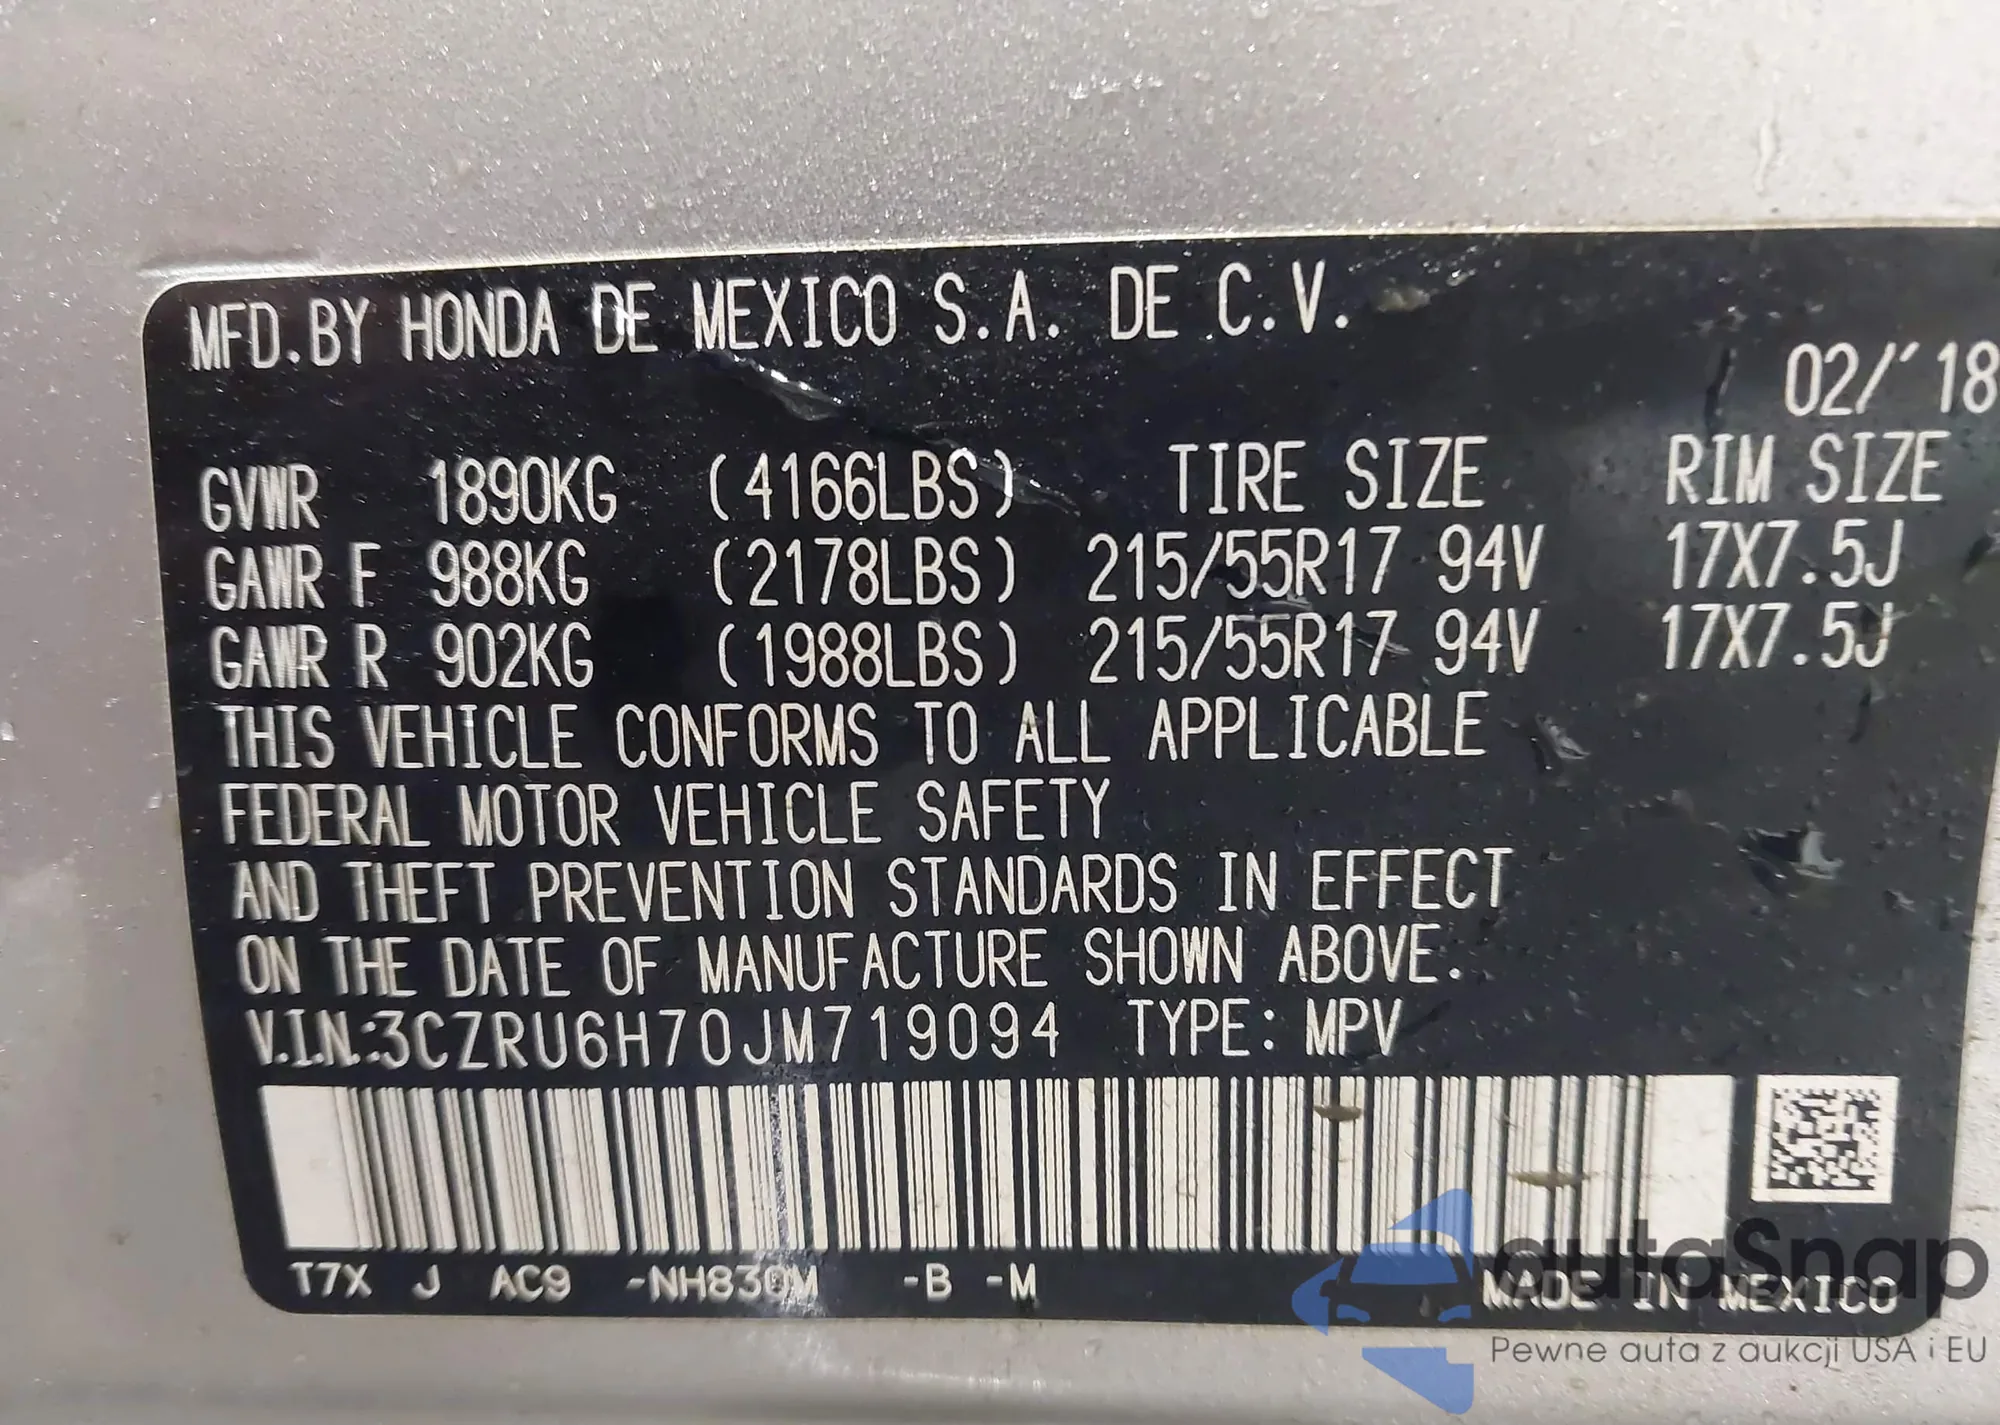 MFD.BY HONDA DE MEXICO S.A. DE C.V.
02/'18
GVWR 1890KG (4166LBS) TIRE SIZE RIM SIZE
GAWR F 988KG (2178LBS) 215/55R17 94V 17X7.5J
GAWR R 902KG (1988LBS) 215/55R17 94V 17X7.5J
THIS VEHICLE CONFORMS TO ALL APPLICABLE
FEDERAL MOTOR VEHICLE SAFETY
AND THEFT PREVENTION STANDARDS IN EFFECT
ON THE DATE OF MANUFACTURE SHOWN ABOVE.
V.I.N.:3CZRU6H70JM719094 TYPE: MPV
T7X J AC9 -NH830M -B -M MADE IN MEXICO
autaSnap
Pewne auta z aukcji USA i EU